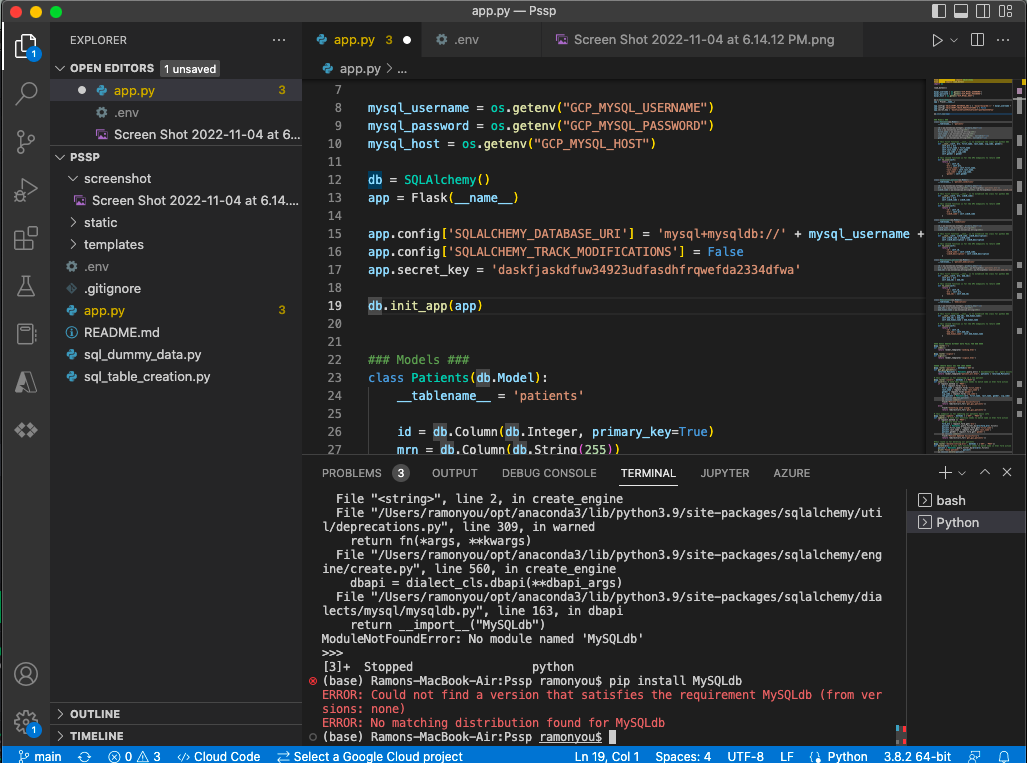 app.py — Pssp
EXPLORER
OPEN EDITORS 1 unsaved
app.py 3
.env
Screen Shot 2022-11-04 at 6...
PSSP
screenshot
Screen Shot 2022-11-04 at 6.14....
static
templates
.env
.gitignore
app.py 3
README.md
sql_dummy_data.py
sql_table_creation.py
OUTLINE
TIMELINE
1
1
app.py 3
.env
Screen Shot 2022-11-04 at 6.14.12 PM.png
app.py > ...
7
8 mysql_username = os.getenv("GCP_MYSQL_USERNAME")
9 mysql_password = os.getenv("GCP_MYSQL_PASSWORD")
10 mysql_host = os.getenv("GCP_MYSQL_HOST")
11
12 db = SQLAlchemy()
13 app = Flask(__name__)
14
15 app.config['SQLALCHEMY_DATABASE_URI'] = 'mysql+mysqldb://' + mysql_username +
16 app.config['SQLALCHEMY_TRACK_MODIFICATIONS'] = False
17 app.secret_key = 'daskfjaskdfuw34923udfasdhfrqwefda2334dfwa'
18
19 db.init_app(app)
20
21
22 ### Models ###
23 class Patients(db.Model):
24 __tablename__ = 'patients'
25
26 id = db.Column(db.Integer, primary_key=True)
27 mrn = db.Column(db.String(255))
PROBLEMS 3 OUTPUT DEBUG CONSOLE TERMINAL JUPYTER AZURE
File "<string>", line 2, in create_engine
File "/Users/ramonyou/opt/anaconda3/lib/python3.9/site-packages/sqlalchemy/uti
l/deprecations.py", line 309, in warned
return fn(*args, **kwargs)
File "/Users/ramonyou/opt/anaconda3/lib/python3.9/site-packages/sqlalchemy/eng
ine/create.py", line 560, in create_engine
dbapi = dialect_cls.dbapi(**dbapi_args)
File "/Users/ramonyou/opt/anaconda3/lib/python3.9/site-packages/sqlalchemy/dia
lects/mysql/mysqldb.py", line 163, in dbapi
return __import__("MySQLdb")
ModuleNotFoundError: No module named 'MySQLdb'
>>>
[3]+ Stopped python
(base) Ramons-MacBook-Air:Pssp ramonyou$ pip install MySQLdb
ERROR: Could not find a version that satisfies the requirement MySQLdb (from ver
sions: none)
ERROR: No matching distribution found for MySQLdb
(base) Ramons-MacBook-Air:Pssp ramonyou$
bash
Python
main 0 3 Cloud Code Select a Google Cloud project Ln 19, Col 1 Spaces: 4 UTF-8 LF Python 3.8.2 64-bit